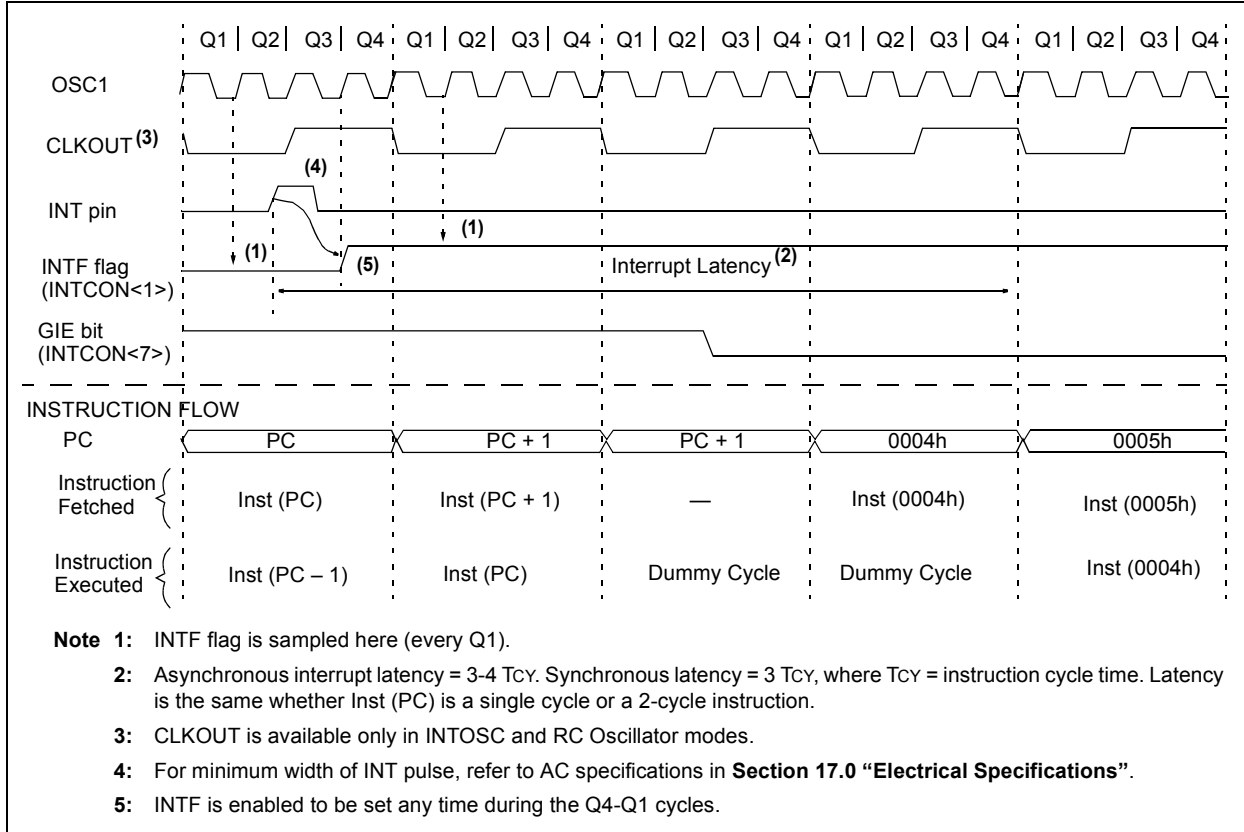 Q1 Q2 Q3 Q4 Q1 Q2 Q3 Q4 Q1 Q2 Q3 Q4 Q1 Q2 Q3 Q4 Q1 Q2 Q3 Q4
OSC1
CLKOUT (3)
(4)
INT pin
(1)
(1)
(5)
INTF flag
(INTCON<1>)
Interrupt Latency (2)
GIE bit
(INTCON<7>)
INSTRUCTION FLOW
PC PC PC + 1 PC + 1 0004h 0005h
Instruction
Fetched
Inst (PC) Inst (PC + 1) — Inst (0004h) Inst (0005h)
Instruction
Executed
Inst (PC – 1) Inst (PC) Dummy Cycle Dummy Cycle Inst (0004h)
Note 1: INTF flag is sampled here (every Q1).
2: Asynchronous interrupt latency = 3-4 TCY. Synchronous latency = 3 TCY, where TCY = instruction cycle time. Latency
is the same whether Inst (PC) is a single cycle or a 2-cycle instruction.
3: CLKOUT is available only in INTOSC and RC Oscillator modes.
4: For minimum width of INT pulse, refer to AC specifications in Section 17.0 “Electrical Specifications”.
5: INTF is enabled to be set any time during the Q4-Q1 cycles.